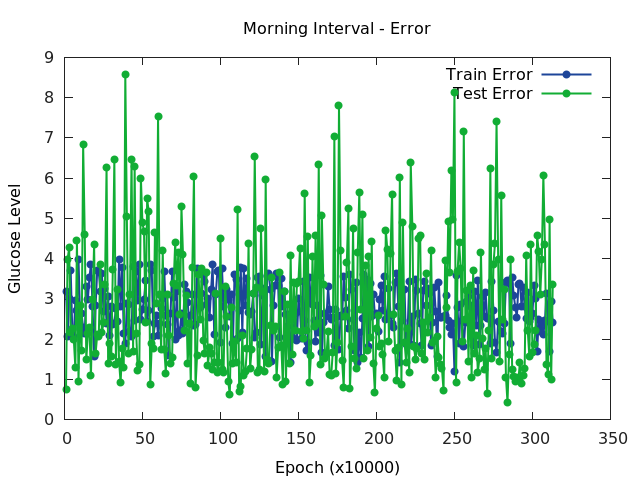 Morning Interval - Error
Train Error
Test Error
9
8
7
6
5
4
3
2
1
0
Glucose Level
0 50 100 150 200 250 300 350
Epoch (x10000)